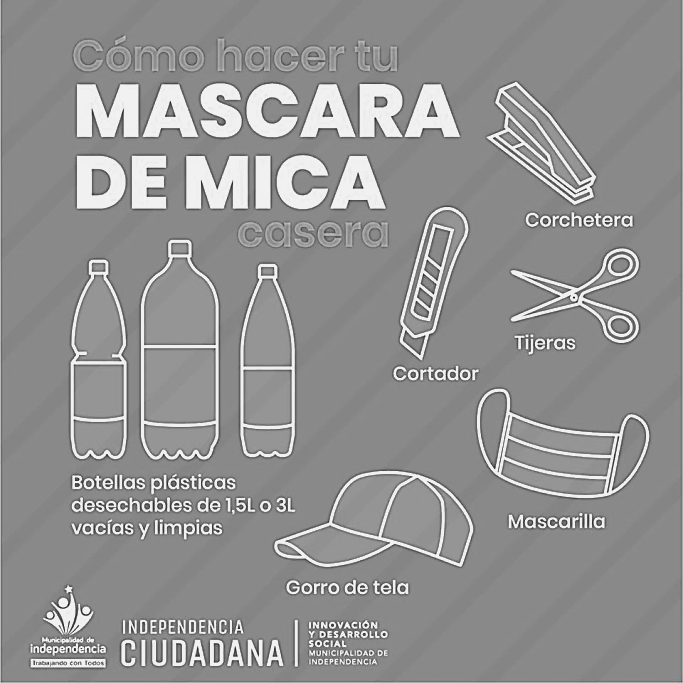 Cómo hacer tu
MASCARA
DE MICA
casera
Corchetera
Tijeras
Cortador
Botellas plásticas
desechables de 1,5L o 3L
vacías y limpias
Mascarilla
Gorro de tela
Municipalidad de
independencia
Trabajando con Todos
INDEPENDENCIA
CIUDADANA
INNOVACIÓN
Y DESARROLLO
SOCIAL
MUNICIPALIDAD DE
INDEPENDENCIA